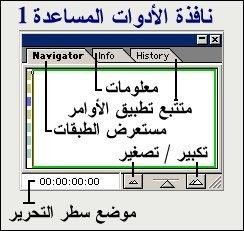 نافذة الأدوات المساعدة 1
Navigator Info History
معلومات
متتبع تطبيق الأوامر
مستعرض الطبقات
تكبير / تصغير
00:00:00:00
موضع سطر التحرير